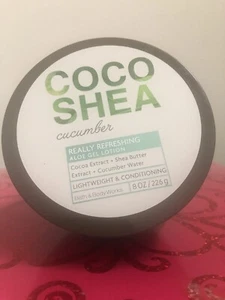 COCO
SHEA
cucumber
REALLY REFRESHING
ALOE GEL LOTION
Cocoa Extract • Shea Butter
Extract • Cucumber Water
LIGHTWEIGHT & CONDITIONING
Bath & Body Works 8 OZ / 226 g